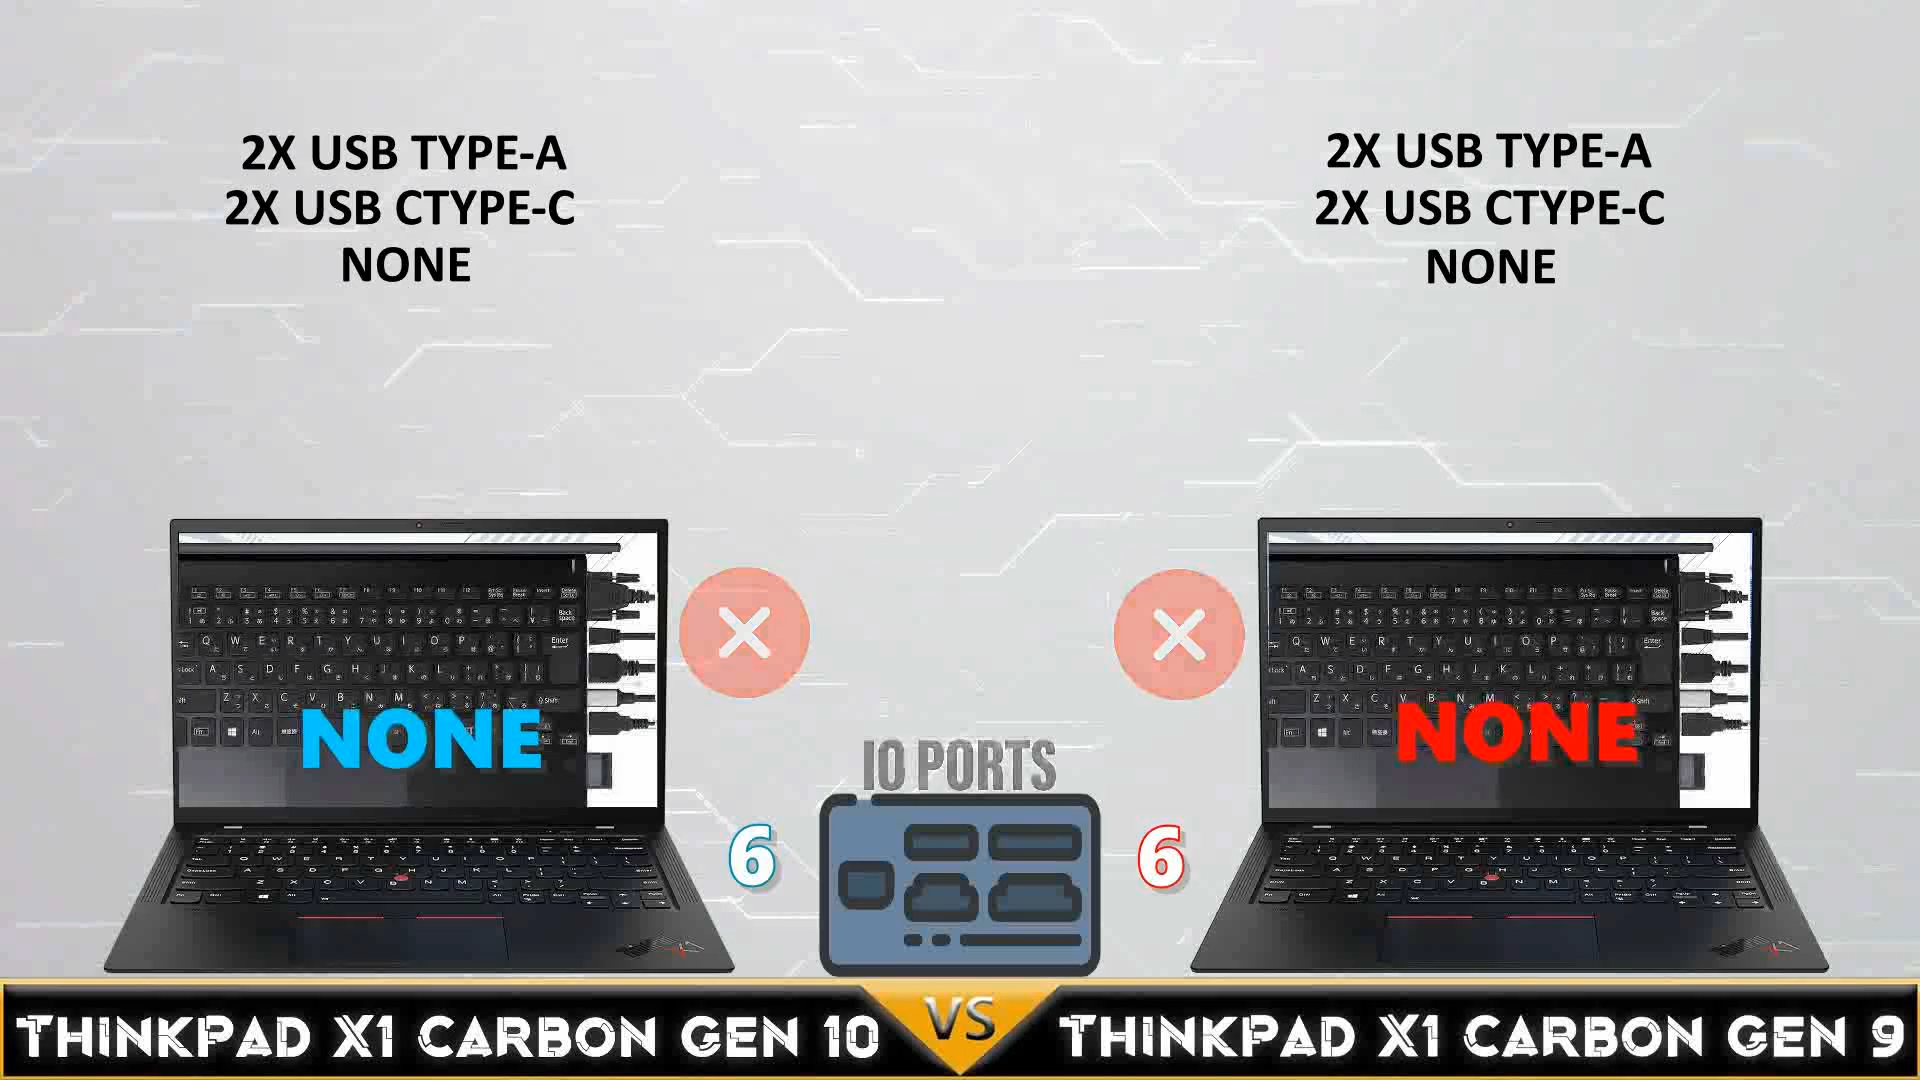 2X USB TYPE-A
2X USB CTYPE-C
NONE
2X USB TYPE-A
2X USB CTYPE-C
NONE
NONE
NONE
IO PORTS
6
6
THINKPAD X1 CARBON GEN 10
VS
THINKPAD X1 CARBON GEN 9